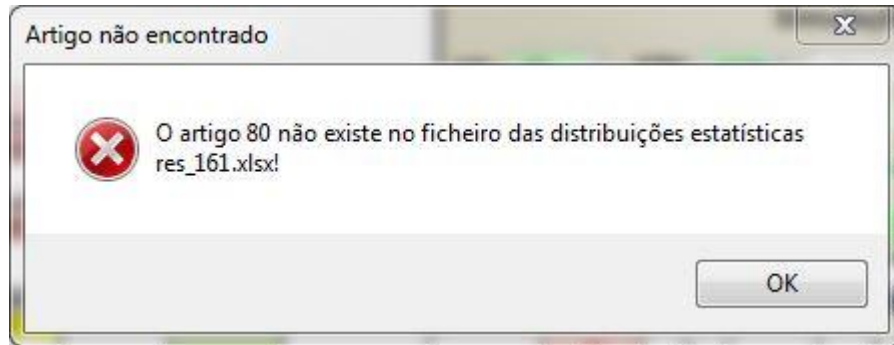 Artigo não encontrado
O artigo 80 não existe no ficheiro das distribuições estatísticas
res_161.xlsx!
OK